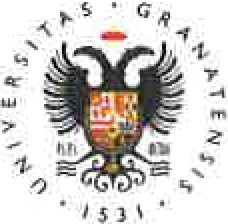 UNIVERSITAS · GRANATENSIS
· 1531 ·